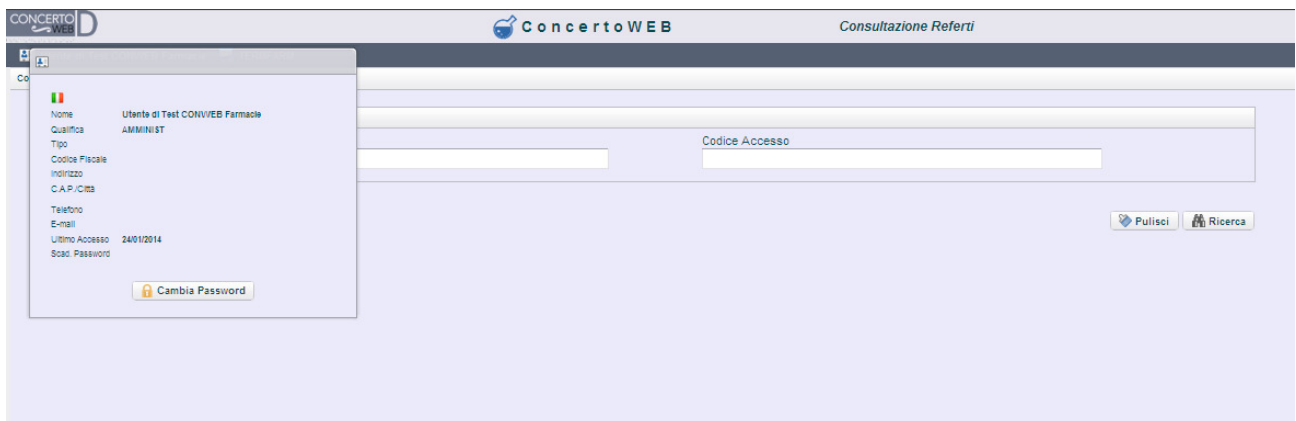 CONCERTO
WEB D
ConcertoWEB
Consultazione Referti
Co
Nome Utente di Test CONWEB Farmacie
Qualifica AMMINIST
Tipo
Codice Fiscale
Indirizzo
C.A.P./Città
Telefono
E-mail
Ultimo Accesso 24/01/2014
Scad. Password
Cambia Password
Codice Accesso
Pulisci
Ricerca